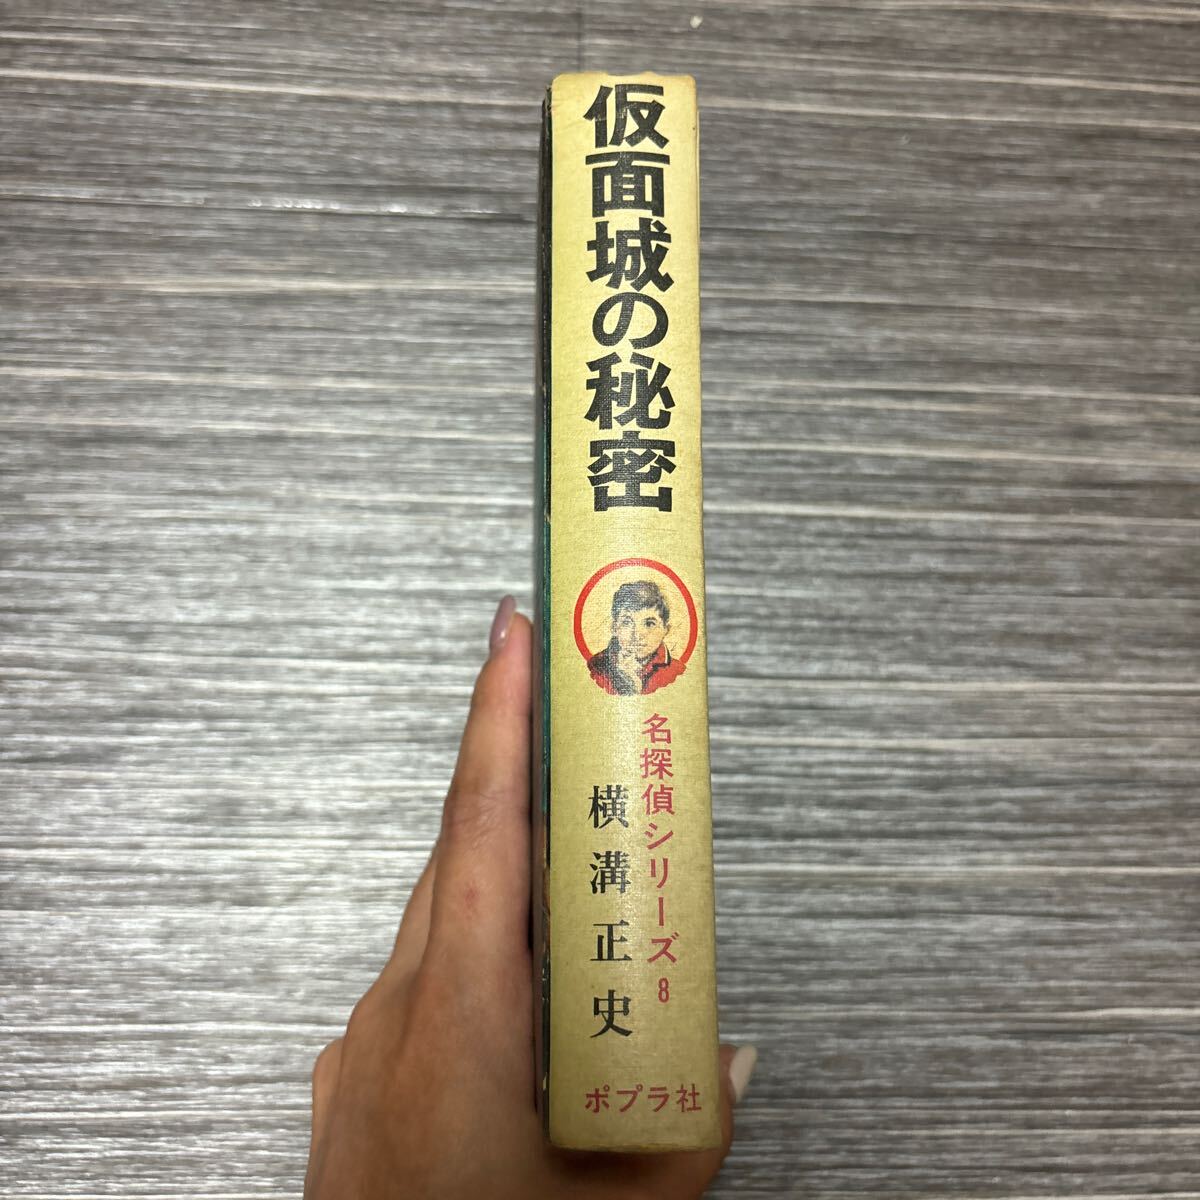 仮面城の秘密
名探偵シリーズ8
横溝正史
ポプラ社